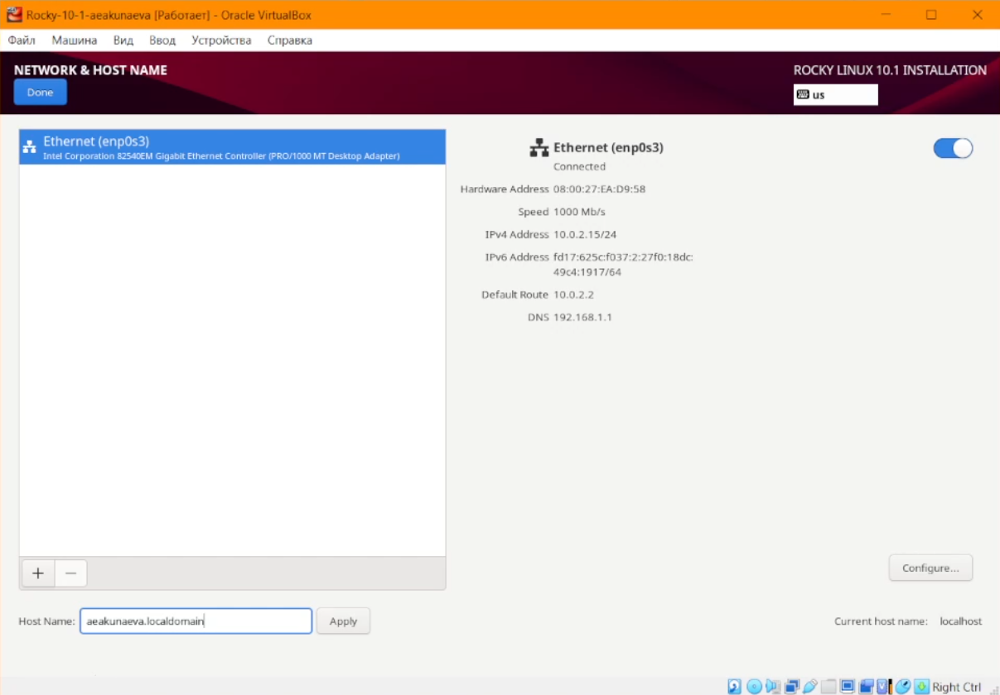 Rocky-10-1-aeakunaeva [Работает] - Oracle VirtualBox
Файл Машина Вид Ввод Устройства Справка
NETWORK & HOST NAME
ROCKY LINUX 10.1 INSTALLATION
Done
us
Ethernet (enp0s3)
Intel Corporation 82540EM Gigabit Ethernet Controller (PRO/1000 MT Desktop Adapter)
Ethernet (enp0s3)
Connected
Hardware Address 08:00:27:EA:D9:58
Speed 1000 Mb/s
IPv4 Address 10.0.2.15/24
IPv6 Address fd17:625c:f037:2:27f0:18dc:
49c4:1917/64
Default Route 10.0.2.2
DNS 192.168.1.1
Configure...
Host Name: aeakunaeva.localdomain Apply
Current host name: localhost
Right Ctrl